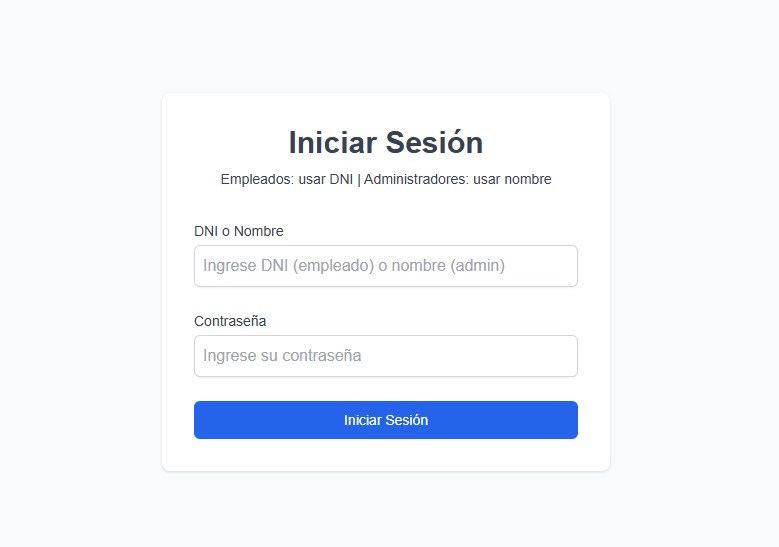 Iniciar Sesión
Empleados: usar DNI | Administradores: usar nombre
DNI o Nombre
Ingrese DNI (empleado) o nombre (admin)
Contraseña
Ingrese su contraseña
Iniciar Sesión